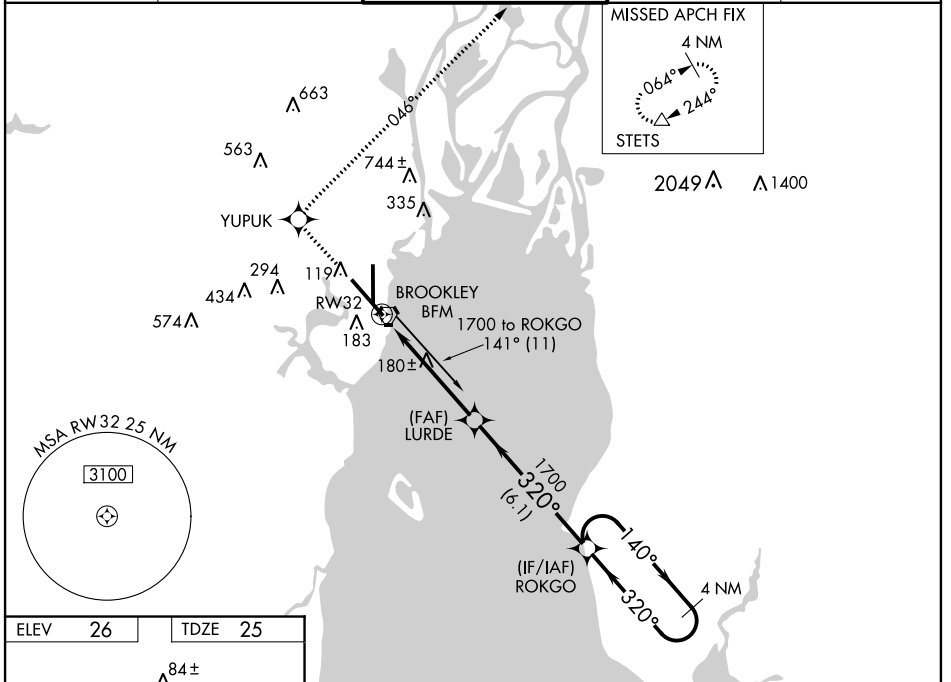 MISSED APCH FIX
4 NM
064°
244°
STETS
663
046°
563
744±
2049
1400
335
YUPUK
294
119
434
RW32
BROOKLEY
BFM
574
183
1700 to ROKGO
141° (11)
180±
(FAF)
LURDE
MSA RW32 25 NM
3100
1700
320°
(6.1)
140°
(IF/IAF)
ROKGO
4 NM
320°
ELEV 26
TDZE 25
84±